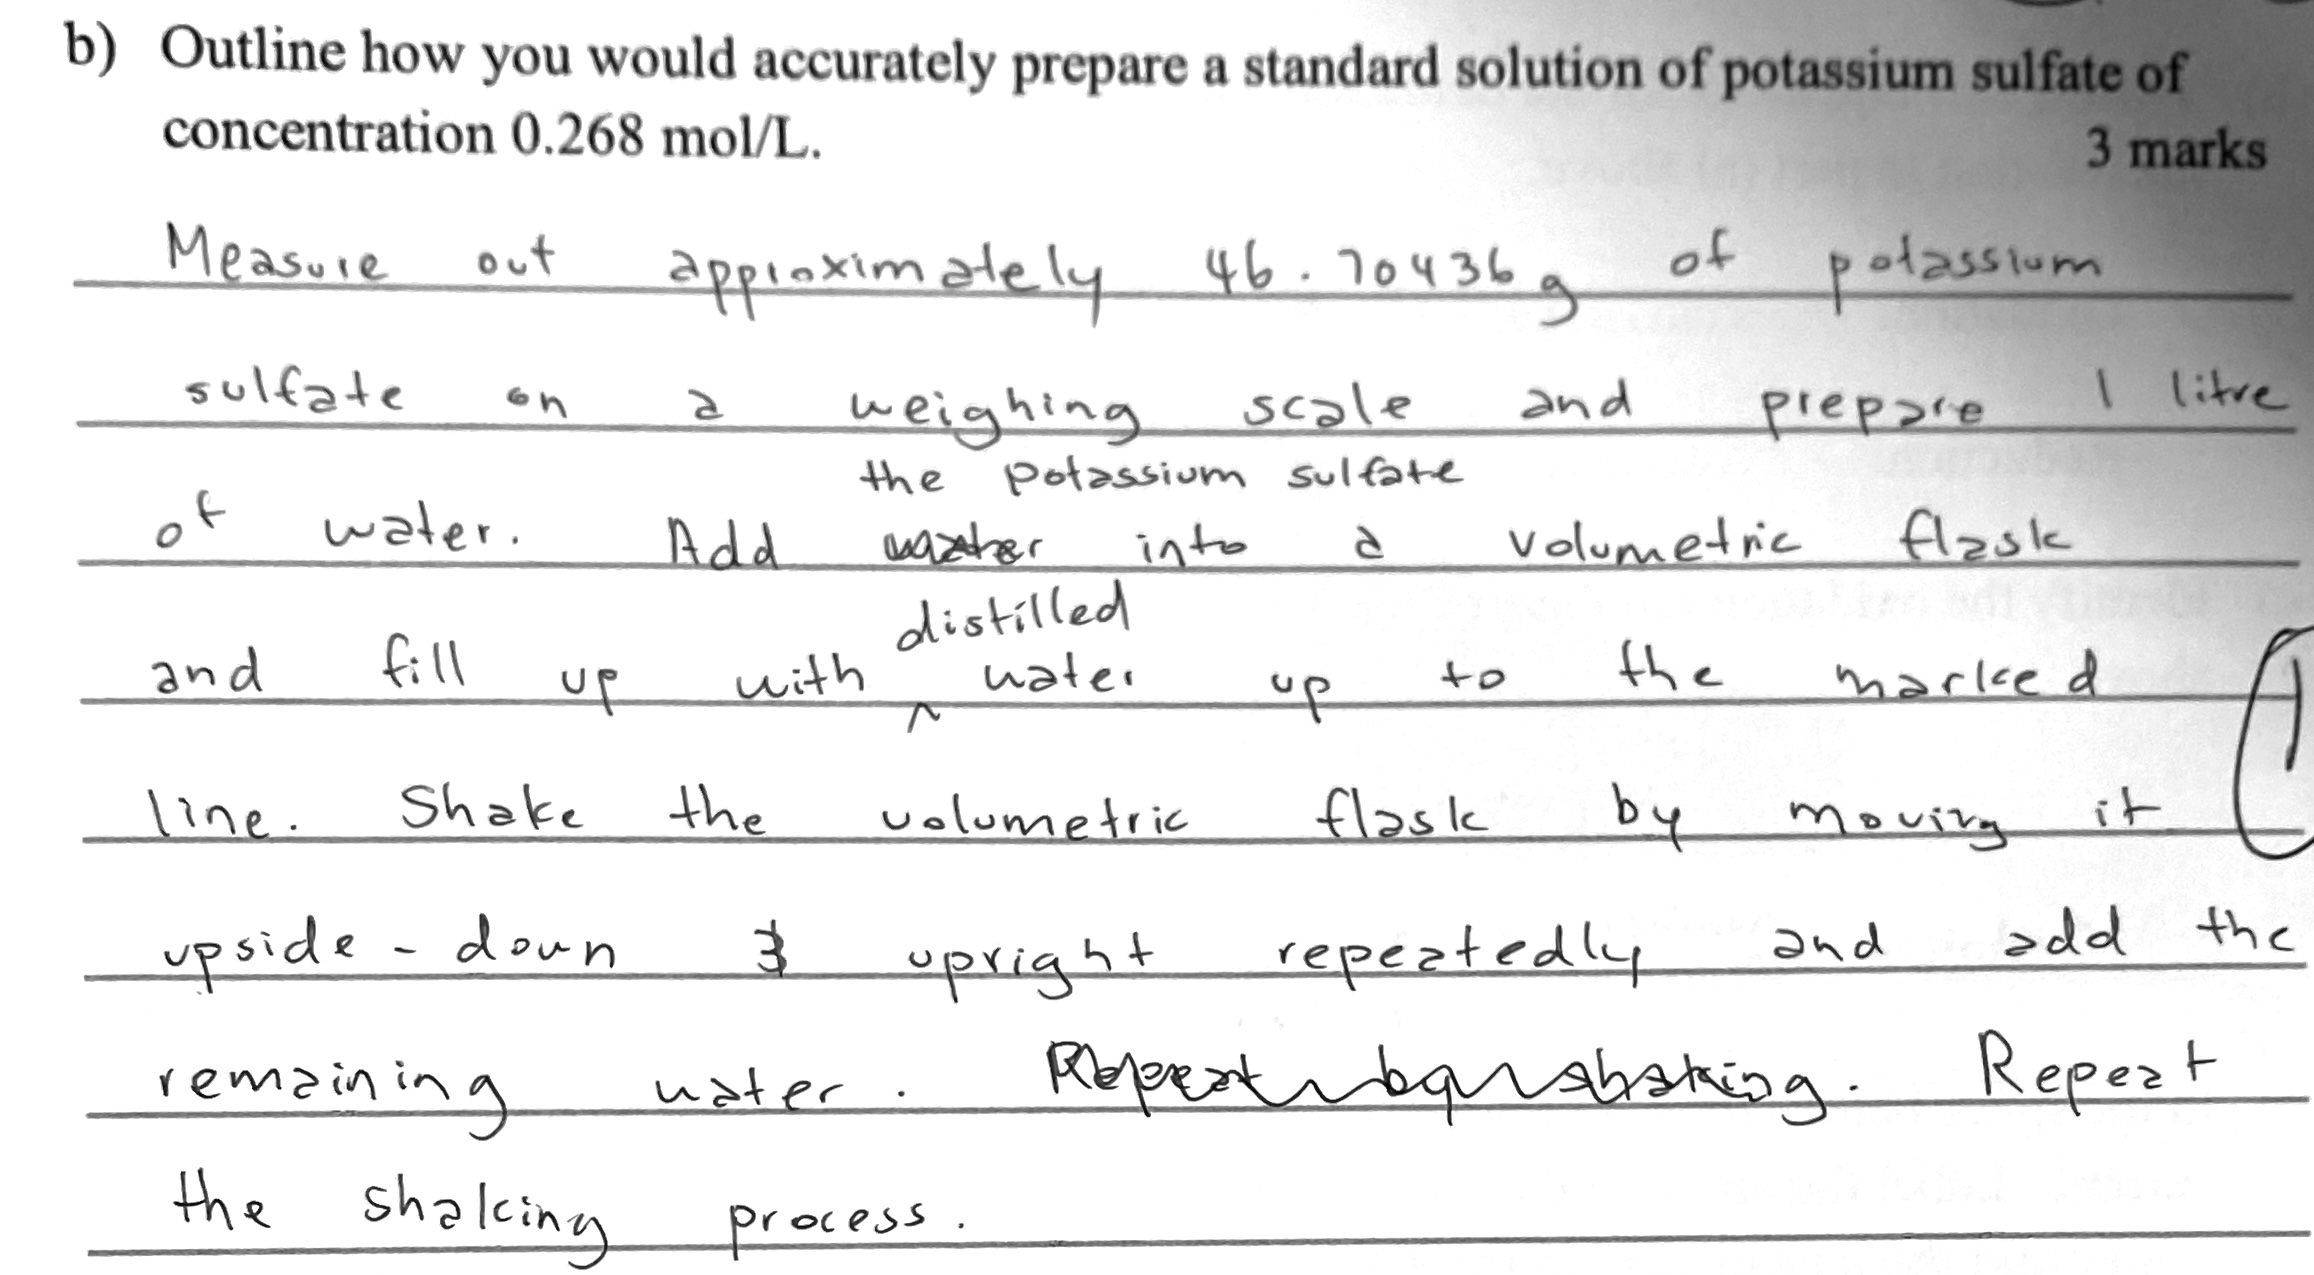 b) Outline how you would accurately prepare a standard solution of potassium sulfate of
concentration 0.268 mol/L.
3 marks
Measure out approximately 46.70436g of potassium
sulfate on a weighing scale and prepare 1 litre
the potassium sulfate
of water. Add water into a volumetric flask
distilled
and fill up with ^ water up to the marked
1
line. Shake the volumetric flask by moving it
upside-down & upright repeatedly and add the
remaining water. Repeat by shaking. Repeat
the shaking process.